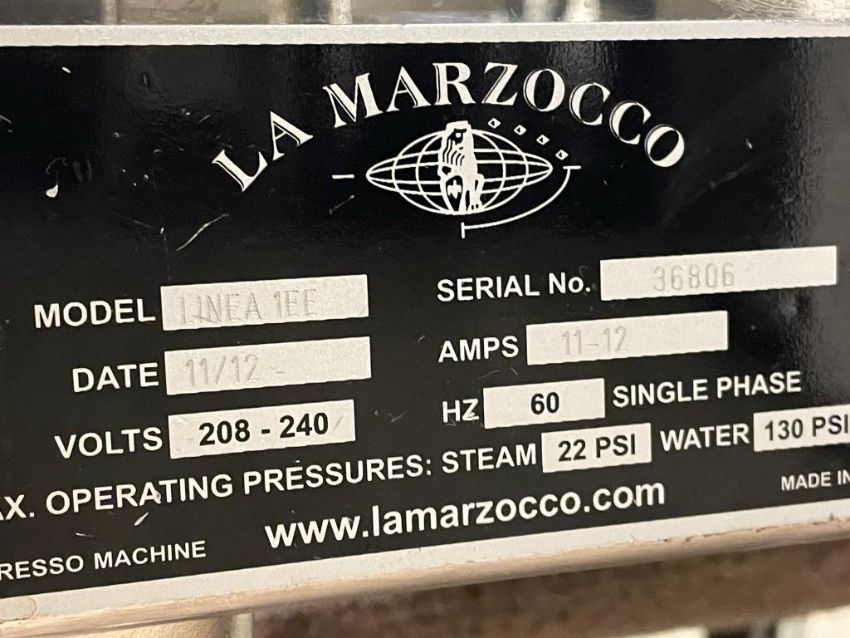 LA MARZOCCO
MODEL LINEA 1EE SERIAL No. 36806
DATE 11/12 - AMPS 11-12
VOLTS 208 - 240 HZ 60 SINGLE PHASE
AX. OPERATING PRESSURES: STEAM 22 PSI WATER 130 PSI
RESSO MACHINE www.lamarzocco.com MADE IN